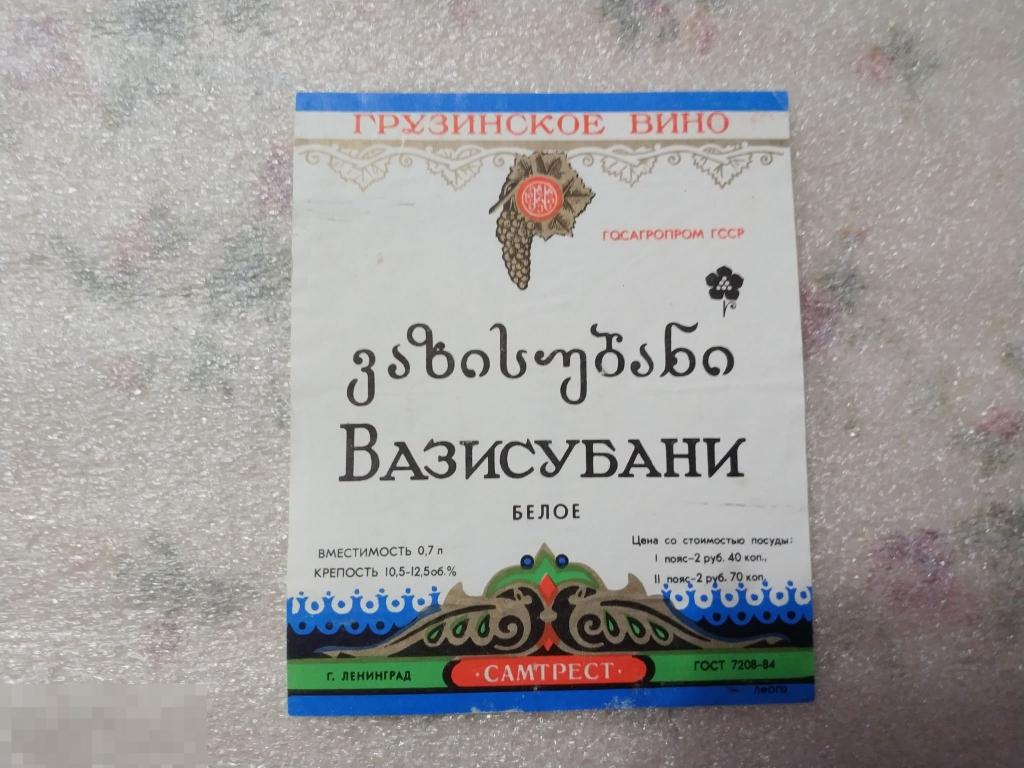 ГРУЗИНСКОЕ ВИНО
ГОСАГРОПРОМ ГССР
ვაზისუბანი
ВАЗИСУБАНИ
БЕЛОЕ
ВМЕСТИМОСТЬ 0,7 л
КРЕПОСТЬ 10,5-12,5об.%
Цена со стоимостью посуды:
I пояс-2 руб. 40 коп.,
II пояс-2 руб. 70 коп.
Г. ЛЕНИНГРАД
·САМТРЕСТ·
ГОСТ 7208-84